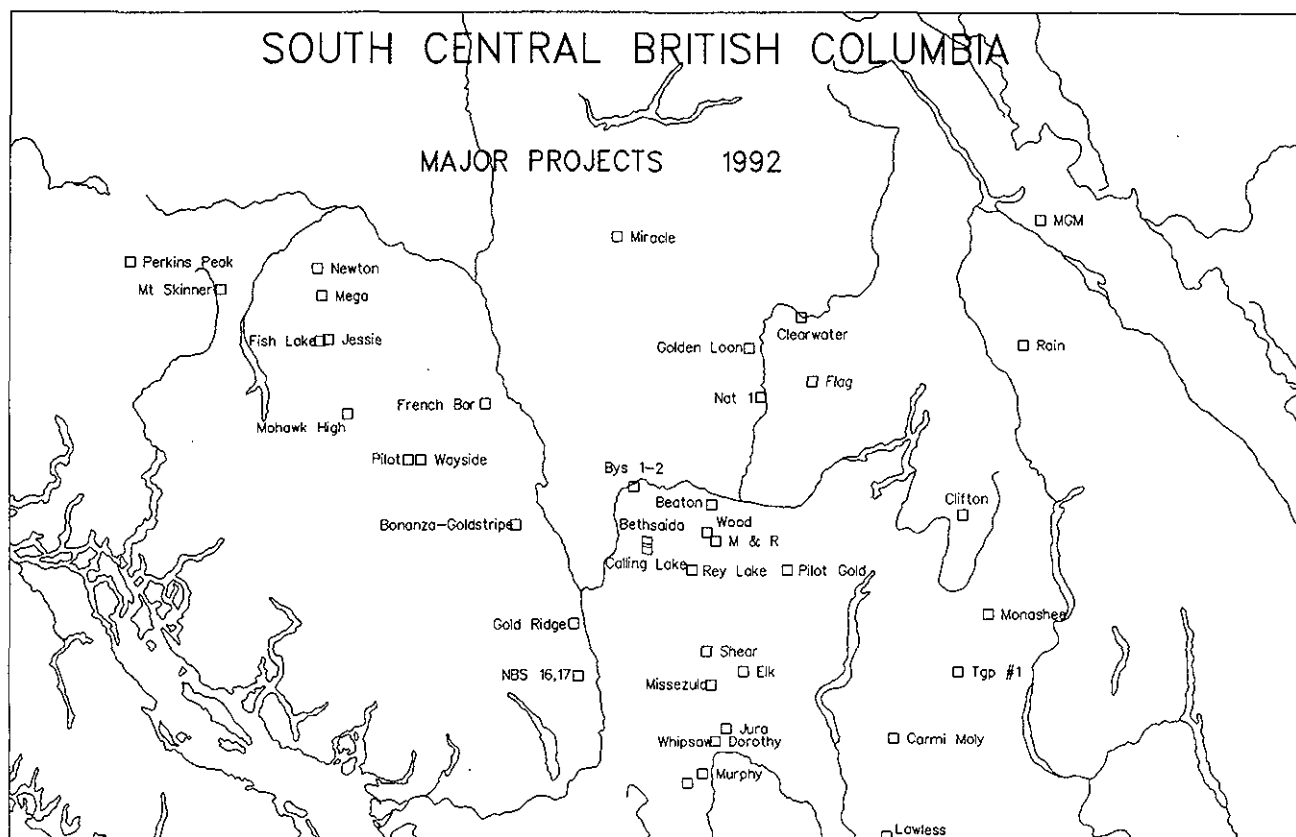 SOUTH CENTRAL BRITISH COLUMBIA
MAJOR PROJECTS 1992
MGM
Miracle
Perkins Peak
Newton
Mt Skinner
Mega
Clearwater
Fish Lake
Jessie
Golden Loon
Rain
Flag
Nat 1
French Bar
Mohawk High
Pilot
Wayside
Bys 1-2
Beaton
Clifton
Bonanza-Goldstripe
Bethsaida
Wood
M & R
Calling Lake
Rey Lake
Pilot Gold
Monashee
Gold Ridge
Shear
NBS 16,17
Elk
Tgp #1
Missezula
Jura
Whipsaw
Dorothy
Carmi Moly
Murphy
Lawless